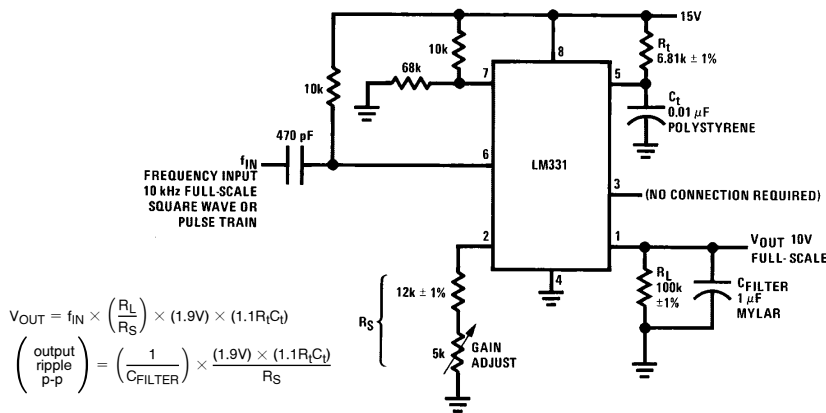 15V
10k
10k
68k
7
8
5
Rt
6.81k ± 1%
Ct
0.01 µF
POLYSTYRENE
470 pF
fIN
FREQUENCY INPUT
10 kHz FULL-SCALE
SQUARE WAVE OR
PULSE TRAIN
6
LM331
3
(NO CONNECTION REQUIRED)
2
4
1
VOUT 10V
FULL-SCALE
12k ± 1%
RS
5k
GAIN
ADJUST
RL
100k
±1%
CFILTER
1 µF
MYLAR
VOUT = fIN × (RL/RS) × (1.9V) × (1.1RtCt)
(output ripple p-p) = (1/CFILTER) × (1.9V) × (1.1RtCt)/RS